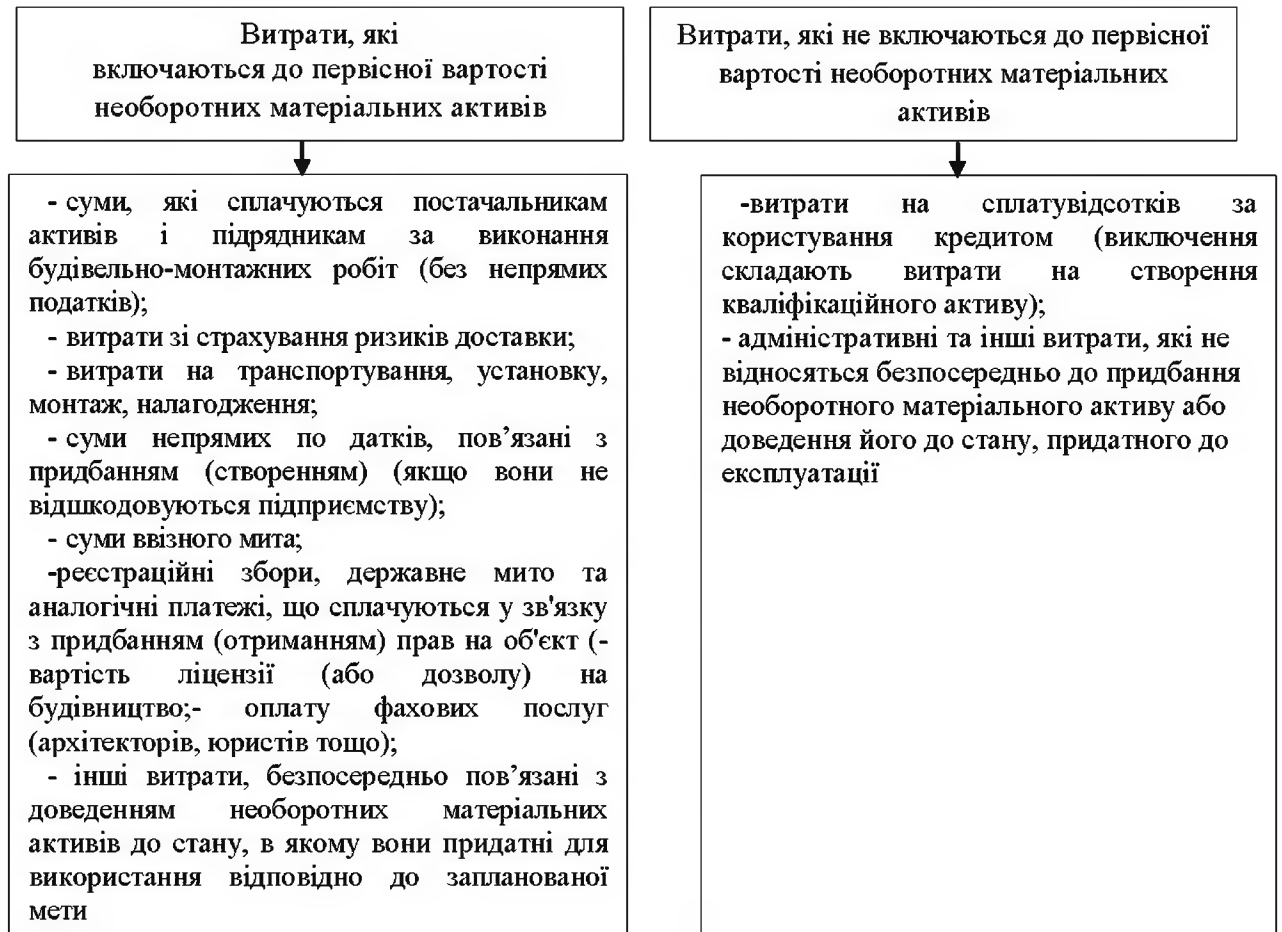 Витрати, які
включаються до первісної вартості
необоротних матеріальних активів
Витрати, які не включаються до первісної
вартості необоротних матеріальних
активів
- суми, які сплачуються постачальникам
активів і підрядникам за виконання
будівельно-монтажних робіт (без непрямих
податків);
- витрати зі страхування ризиків доставки;
- витрати на транспортування, установку,
монтаж, налагодження;
- суми непрямих по датків, пов’язані з
придбанням (створенням) (якщо вони не
відшкодовуються підприємству);
- суми ввізного мита;
-реєстраційні збори, державне мито та
аналогічні платежі, що сплачуються у зв'язку
з придбанням (отриманням) прав на об'єкт (-
вартість ліцензії (або дозволу) на
будівництво;- оплату фахових послуг
(архітекторів, юристів тощо);
- інші витрати, безпосередньо пов’язані з
доведенням необоротних матеріальних
активів до стану, в якому вони придатні для
використання відповідно до запланованої
мети
-витрати на сплатувідсотків за
користування кредитом (виключення
складають витрати на створення
кваліфікаційного активу);
- адміністративні та інші витрати, які не
відносяться безпосередньо до придбання
необоротного матеріального активу або
доведення його до стану, придатного до
експлуатації